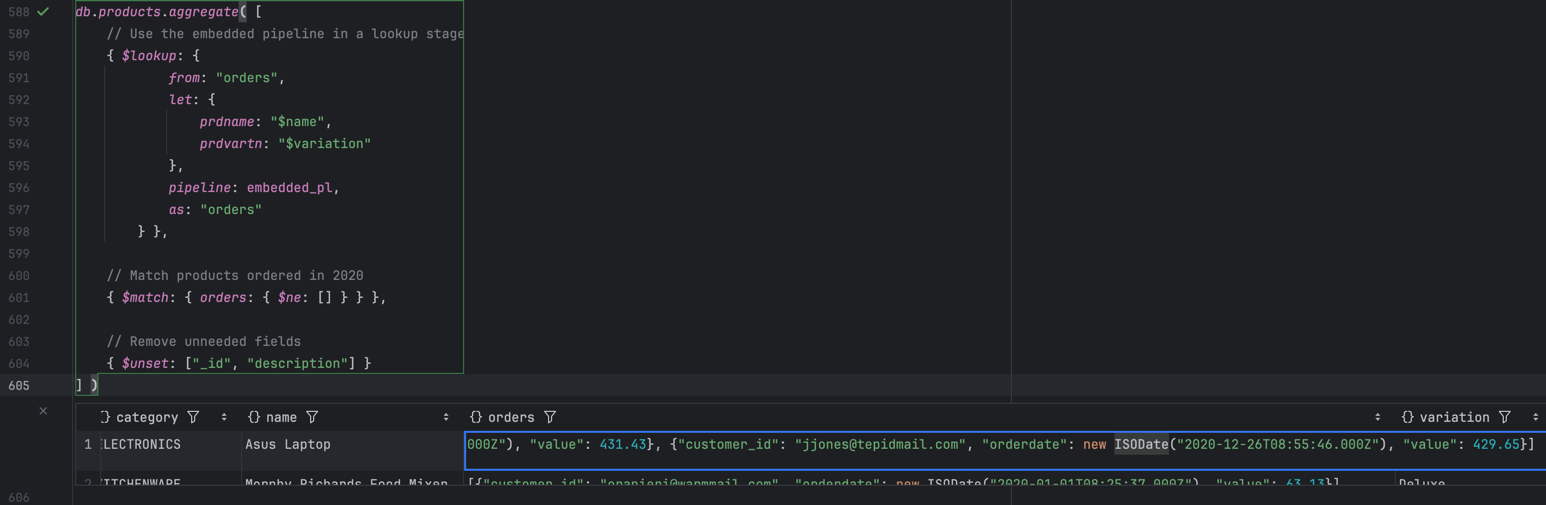 588 db.products.aggregate( [
589 // Use the embedded pipeline in a lookup stage
590 { $lookup: {
591 from: "orders",
592 let: {
593 prdname: "$name",
594 prdvartn: "$variation"
595 },
596 pipeline: embedded_pl,
597 as: "orders"
598 } },
599
600 // Match products ordered in 2020
601 { $match: { orders: { $ne: [] } } },
602
603 // Remove unneeded fields
604 { $unset: ["_id", "description"] }
605 ] )
{} category {} name {} orders {} variation
1 ELECTRONICS Asus Laptop 000Z"), "value": 431.43}, {"customer_id": "jjones@tepidmail.com", "orderdate": new ISODate("2020-12-26T08:55:46.000Z"), "value": 429.65}]
2 KITCHENWARE Morphy Richards Food Mixer [{"customer_id": "oranieri@warmmail.com", "orderdate": new ISODate("2020-01-01T08:25:37.000Z"), "value": 63.13}] Deluxe
606